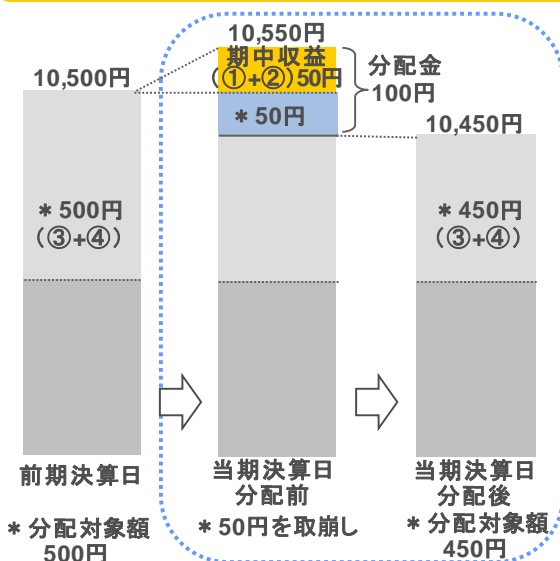 10,550円
期中収益
(①+②)50円
分配金
100円
10,500円
＊50円
10,450円
＊500円
(③+④)
＊450円
(③+④)
前期決算日
当期決算日
分配前
当期決算日
分配後
＊分配対象額
500円
＊50円を取崩し
＊分配対象額
450円